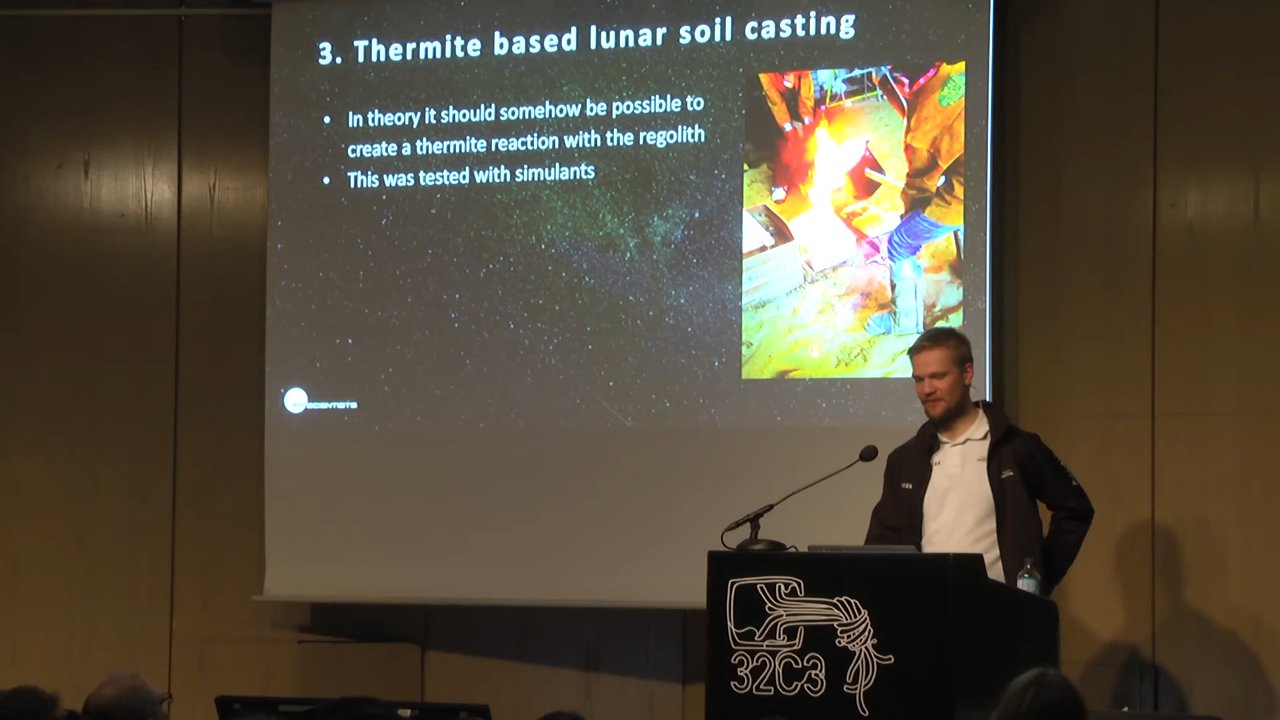 3. Thermite based lunar soil casting
• In theory it should somehow be possible to
create a thermite reaction with the regolith
• This was tested with simulants
SCIENTISTS
32C3